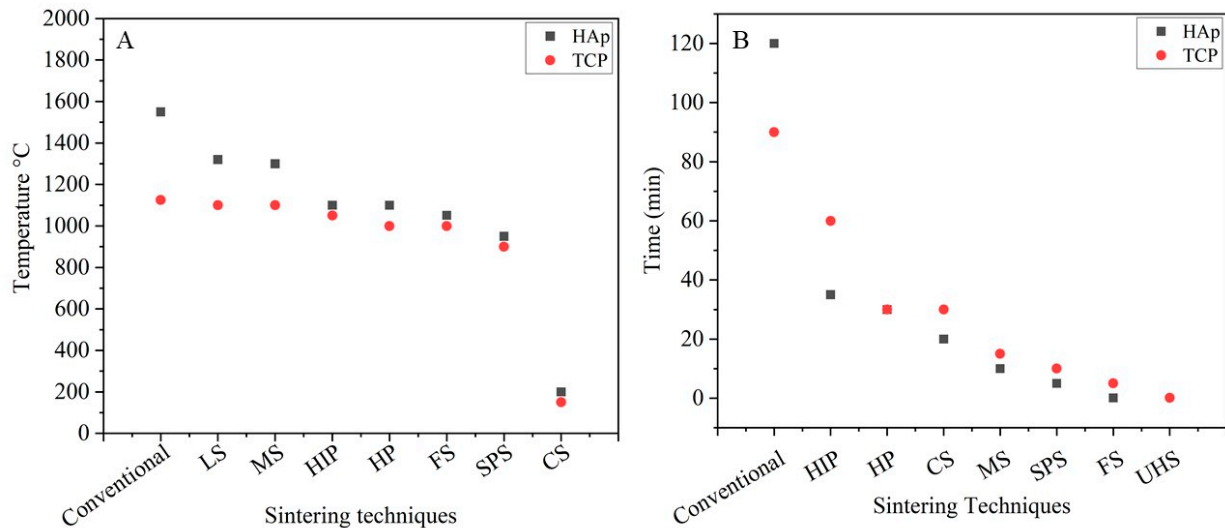 A
HAp
TCP
2000
1800
1600
1400
1200
1000
800
600
400
200
0
Temperature °C
Conventional
LS
MS
HIP
HP
FS
SPS
CS
Sintering techniques
B
HAp
TCP
120
100
80
60
40
20
0
Time (min)
Conventional
HIP
HP
CS
MS
SPS
FS
UHS
Sintering Techniques